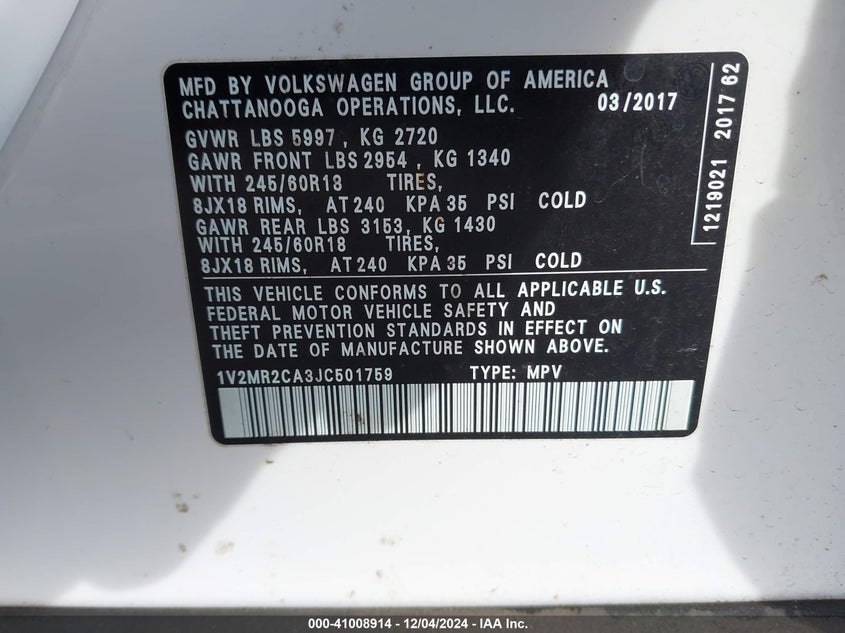 MFD BY VOLKSWAGEN GROUP OF AMERICA
CHATTANOOGA OPERATIONS, LLC. 03/2017
GVWR LBS 5997, KG 2720
GAWR FRONT LBS 2954, KG 1340
WITH 245/60R18 TIRES,
8JX18 RIMS, AT 240 KPA 35 PSI COLD
GAWR REAR LBS 3153, KG 1430
WITH 245/60R18 TIRES,
8JX18 RIMS, AT 240 KPA 35 PSI COLD
THIS VEHICLE CONFORMS TO ALL APPLICABLE U.S.
FEDERAL MOTOR VEHICLE SAFETY AND
THEFT PREVENTION STANDARDS IN EFFECT ON
THE DATE OF MANUFACTURE SHOWN ABOVE.
1V2MR2CA3JC501759 TYPE: MPV
1219021 2017 62
000-41008914 - 12/04/2024 - US - IAAI.COM